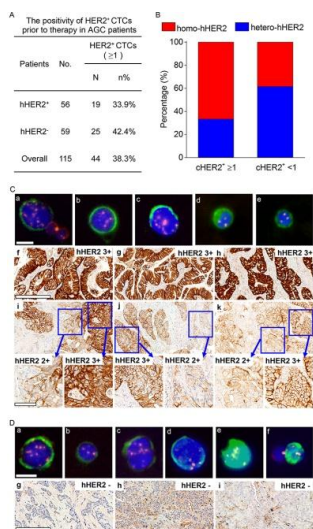 A
The positivity of HER2⁺ CTCs
prior to therapy in AGC patients
HER2⁺ CTCs
Patients No. (≥1)
N n%
hHER2⁺ 56 19 33.9%
hHER2⁻ 59 25 42.4%
Overall 115 44 38.3%
B
homo-hHER2
hetero-hHER2
Percentage (%)
100
80
60
40
20
0
cHER2⁺ ≥1 cHER2⁺ <1
C
a b c d e
f hHER2 3+ g hHER2 3+ h hHER2 3+
i j k
hHER2 2+ hHER2 3+ hHER2 3+ hHER2 2+ hHER2 2+ hHER2 3+
D
a b c d e f
g hHER2 - h hHER2 - i hHER2 -